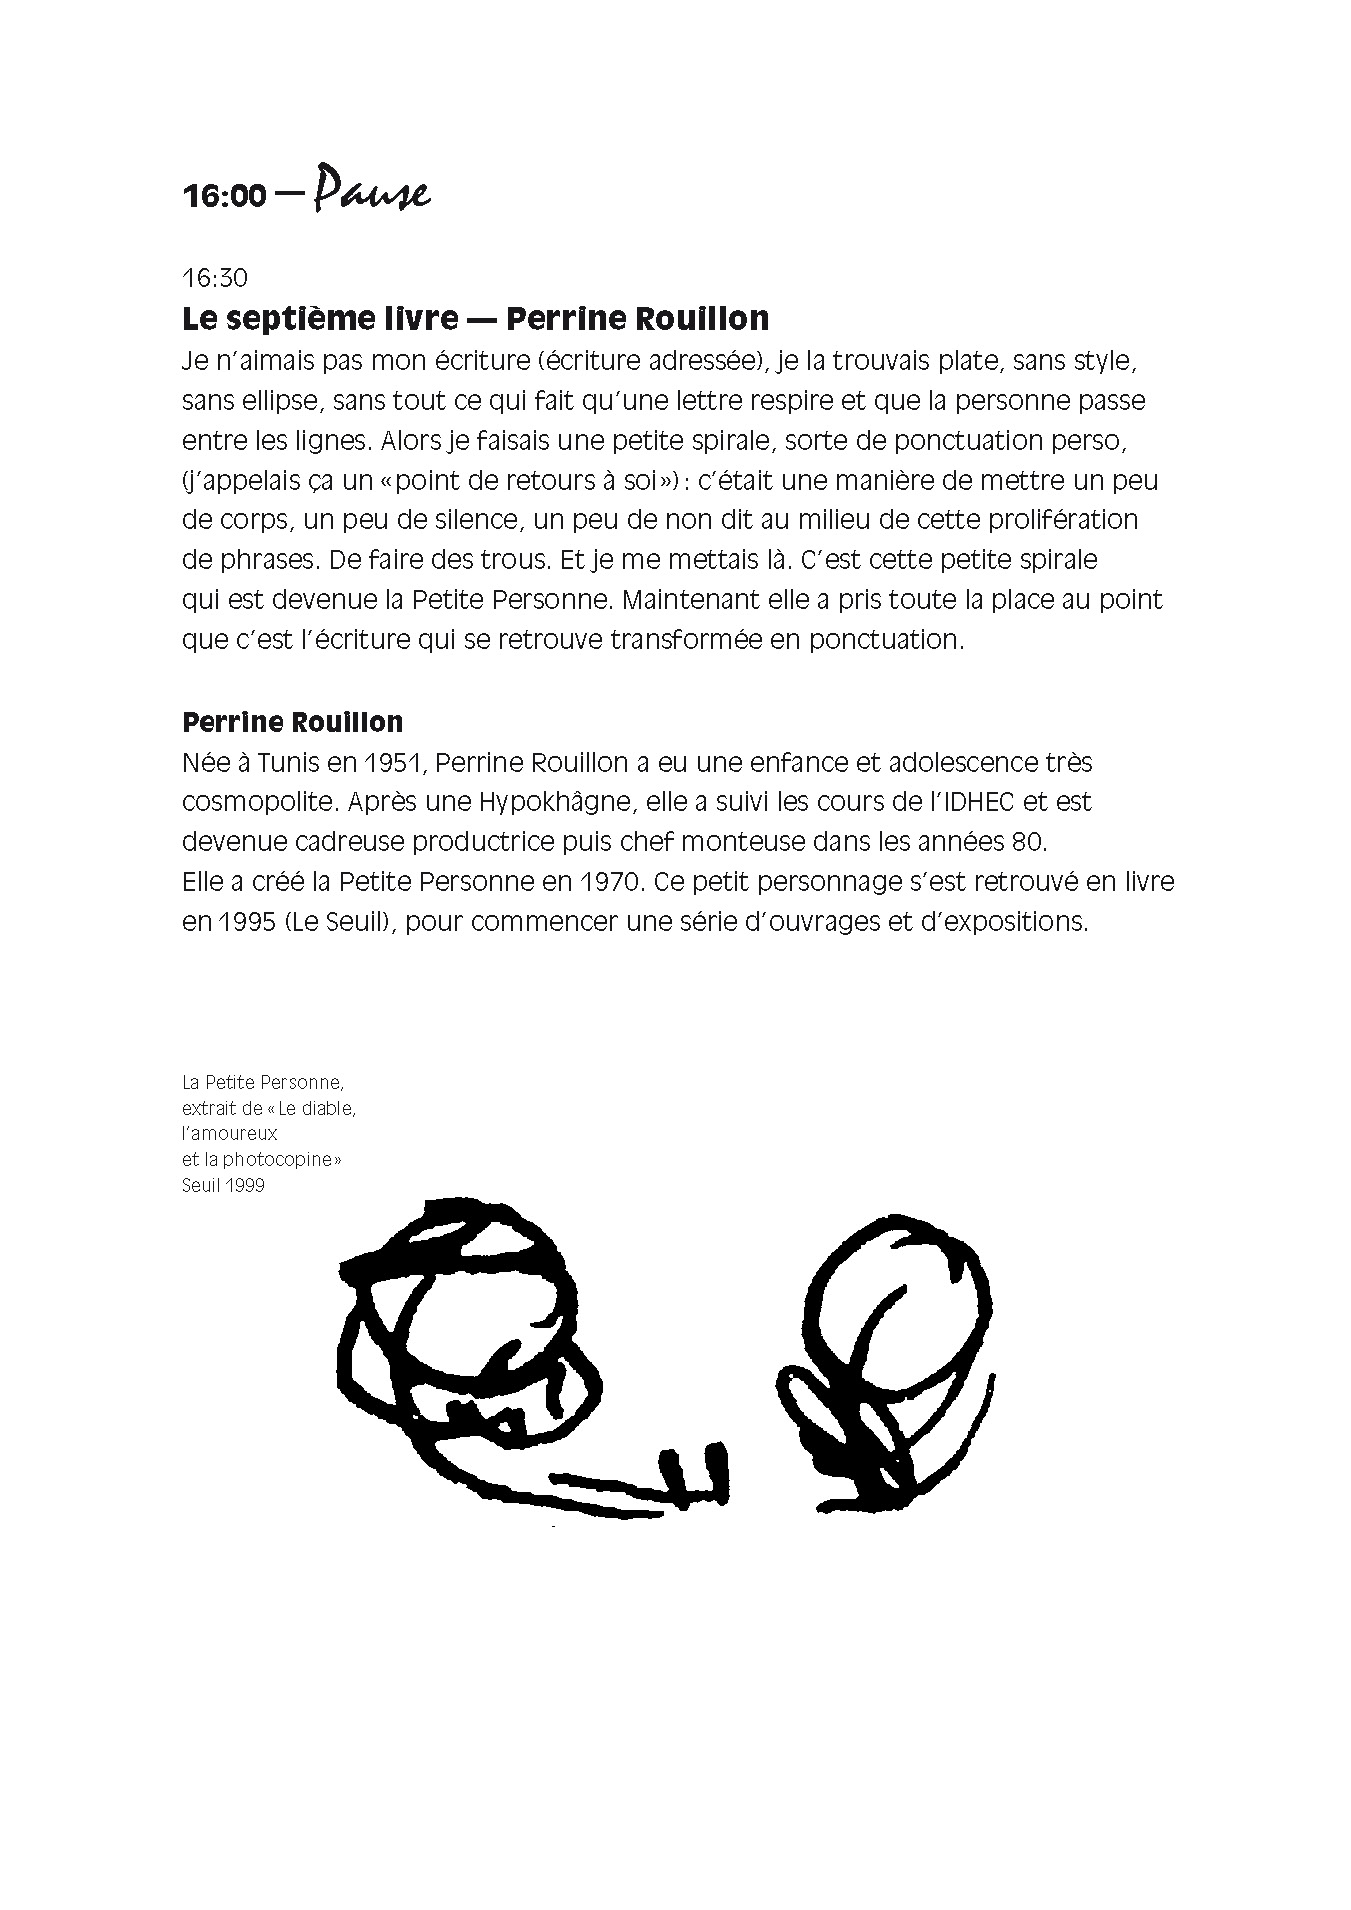 16:00 — Pause
16:30
Le septième livre — Perrine Rouillon
Je n’aimais pas mon écriture (écriture adressée), je la trouvais plate, sans style,
sans ellipse, sans tout ce qui fait qu’une lettre respire et que la personne passe
entre les lignes. Alors je faisais une petite spirale, sorte de ponctuation perso,
(j’appelais ça un «point de retours à soi») : c’était une manière de mettre un peu
de corps, un peu de silence, un peu de non dit au milieu de cette prolifération
de phrases. De faire des trous. Et je me mettais là. C’est cette petite spirale
qui est devenue la Petite Personne. Maintenant elle a pris toute la place au point
que c’est l’écriture qui se retrouve transformée en ponctuation.
Perrine Rouillon
Née à Tunis en 1951, Perrine Rouillon a eu une enfance et adolescence très
cosmopolite. Après une Hypokhâgne, elle a suivi les cours de l’IDHEC et est
devenue cadreuse productrice puis chef monteuse dans les années 80.
Elle a créé la Petite Personne en 1970. Ce petit personnage s’est retrouvé en livre
en 1995 (Le Seuil), pour commencer une série d’ouvrages et d’expositions.
La Petite Personne,
extrait de «Le diable,
l’amoureux
et la photocopine»
Seuil 1999